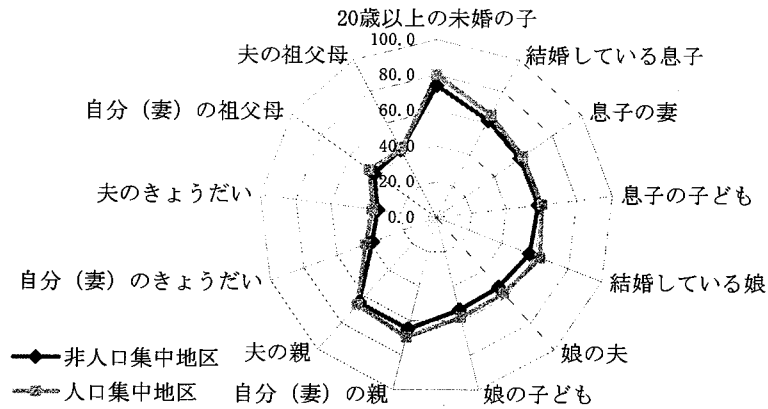 20歳以上の未婚の子
100.0
夫の祖父母
結婚している息子
80.0
自分（妻）の祖父母
息子の妻
60.0
40.0
夫のきょうだい
息子の子ども
20.0
0.0
自分（妻）のきょうだい
結婚している娘
夫の親
娘の夫
自分（妻）の親
娘の子ども
非人口集中地区
人口集中地区